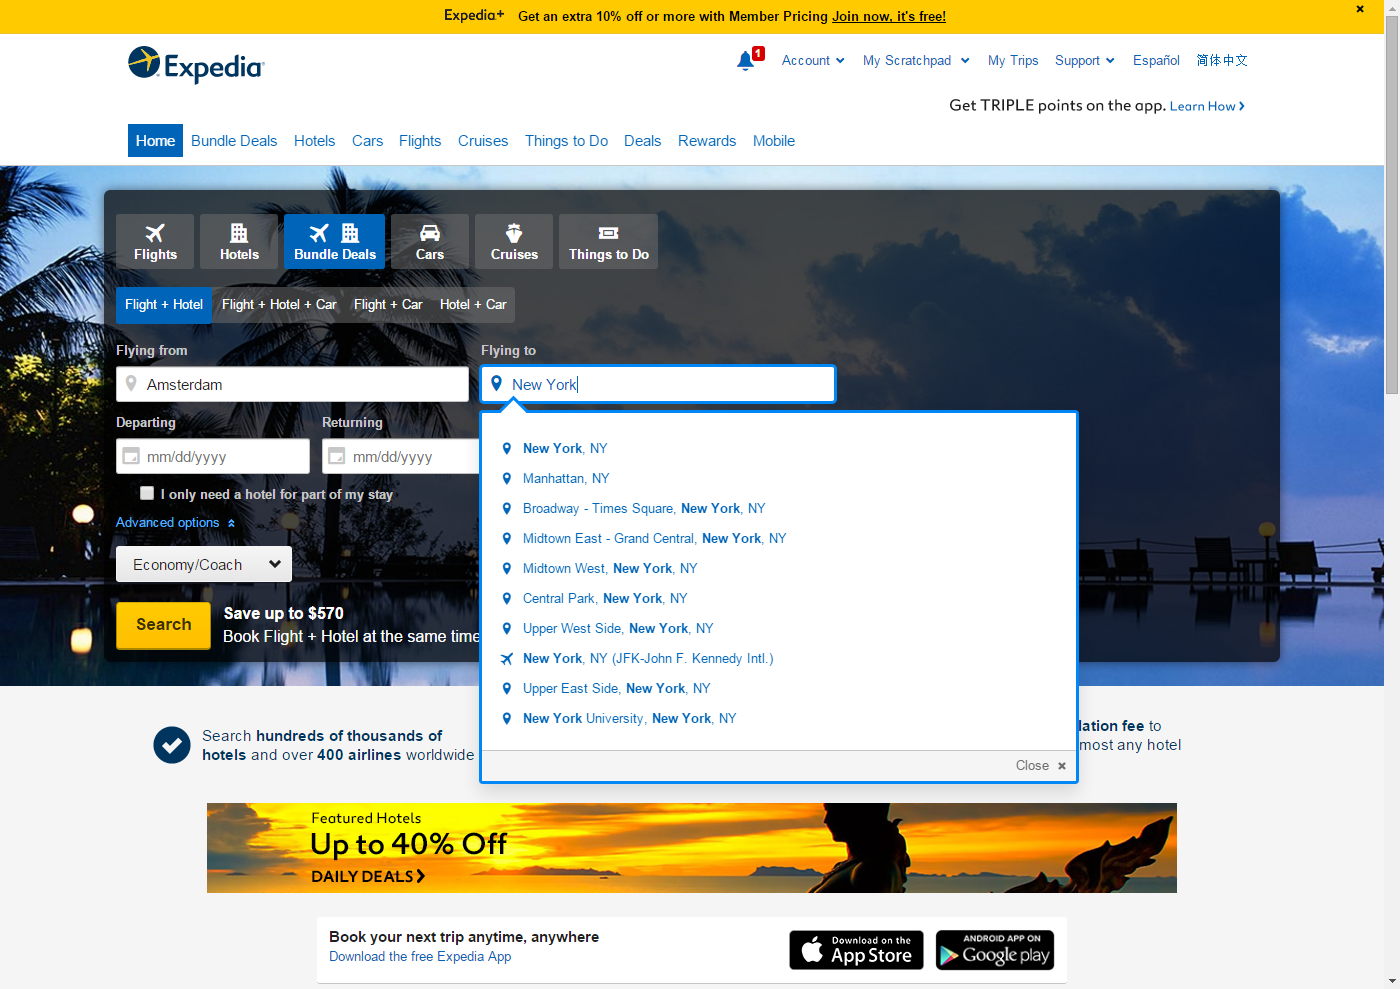 Expedia+ Get an extra 10% off or more with Member Pricing Join now, it's free!
Expedia
1 Account My Scratchpad My Trips Support Español 简体中文
Get TRIPLE points on the app. Learn How
Home Bundle Deals Hotels Cars Flights Cruises Things to Do Deals Rewards Mobile
Flights Hotels Bundle Deals Cars Cruises Things to Do
Flight + Hotel Flight + Hotel + Car Flight + Car Hotel + Car
Flying from Flying to
Amsterdam New York
Departing Returning
mm/dd/yyyy mm/dd/yyyy
I only need a hotel for part of my stay
Advanced options
Economy/Coach
Search Save up to $570
Book Flight + Hotel at the same time
New York, NY
Manhattan, NY
Broadway - Times Square, New York, NY
Midtown East - Grand Central, New York, NY
Midtown West, New York, NY
Central Park, New York, NY
Upper West Side, New York, NY
New York, NY (JFK-John F. Kennedy Intl.)
Upper East Side, New York, NY
New York University, New York, NY
Close
Search hundreds of thousands of
hotels and over 400 airlines worldwide
lation fee to
most any hotel
Featured Hotels
Up to 40% Off
DAILY DEALS
Book your next trip anytime, anywhere
Download the free Expedia App
Download on the
App Store
ANDROID APP ON
Google play